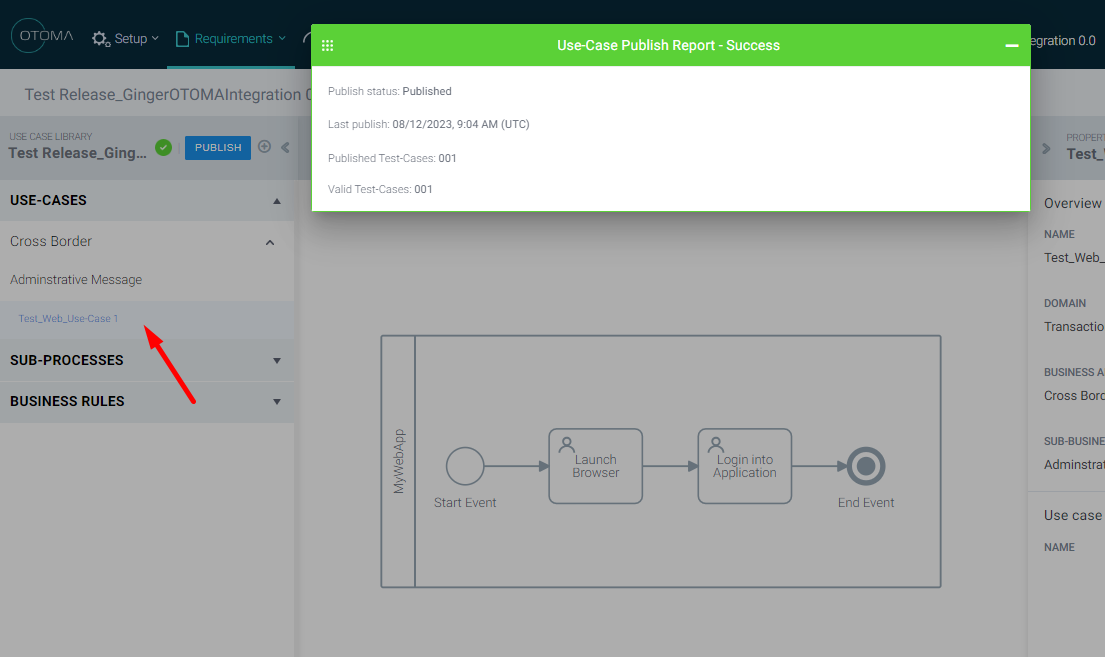 OTOMA
Setup
Requirements
egration 0.0
Use-Case Publish Report - Success
Publish status: Published
Last publish: 08/12/2023, 9:04 AM (UTC)
Published Test-Cases: 001
Valid Test-Cases: 001
Test Release_GingerOTOMAIntegration 0
USE CASE LIBRARY
Test Release_Ging...
PUBLISH
USE-CASES
Cross Border
Adminstrative Message
Test_Web_Use-Case 1
SUB-PROCESSES
BUSINESS RULES
MyWebApp
Start Event
Launch
Browser
Login into
Application
End Event
PROPERT
Test_
Overview
NAME
Test_Web_
DOMAIN
Transactio
BUSINESS A
Cross Bord
SUB-BUSINE
Adminstrat
Use case
NAME